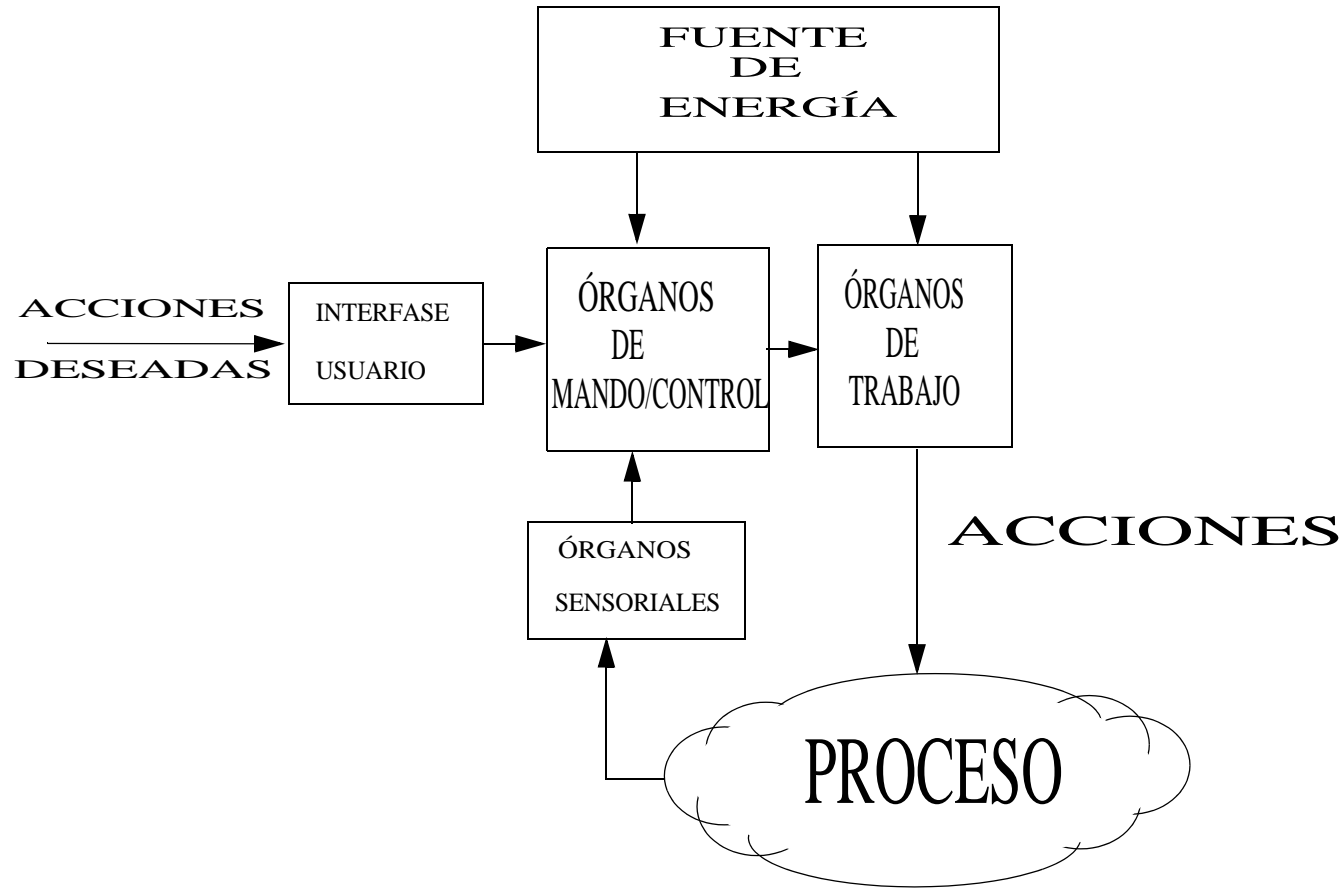 FUENTE
DE
ENERGÍA
ACCIONES
DESEADAS
INTERFASE
USUARIO
ÓRGANOS
DE
MANDO/CONTROL
ÓRGANOS
DE
TRABAJO
ÓRGANOS
SENSORIALES
ACCIONES
PROCESO